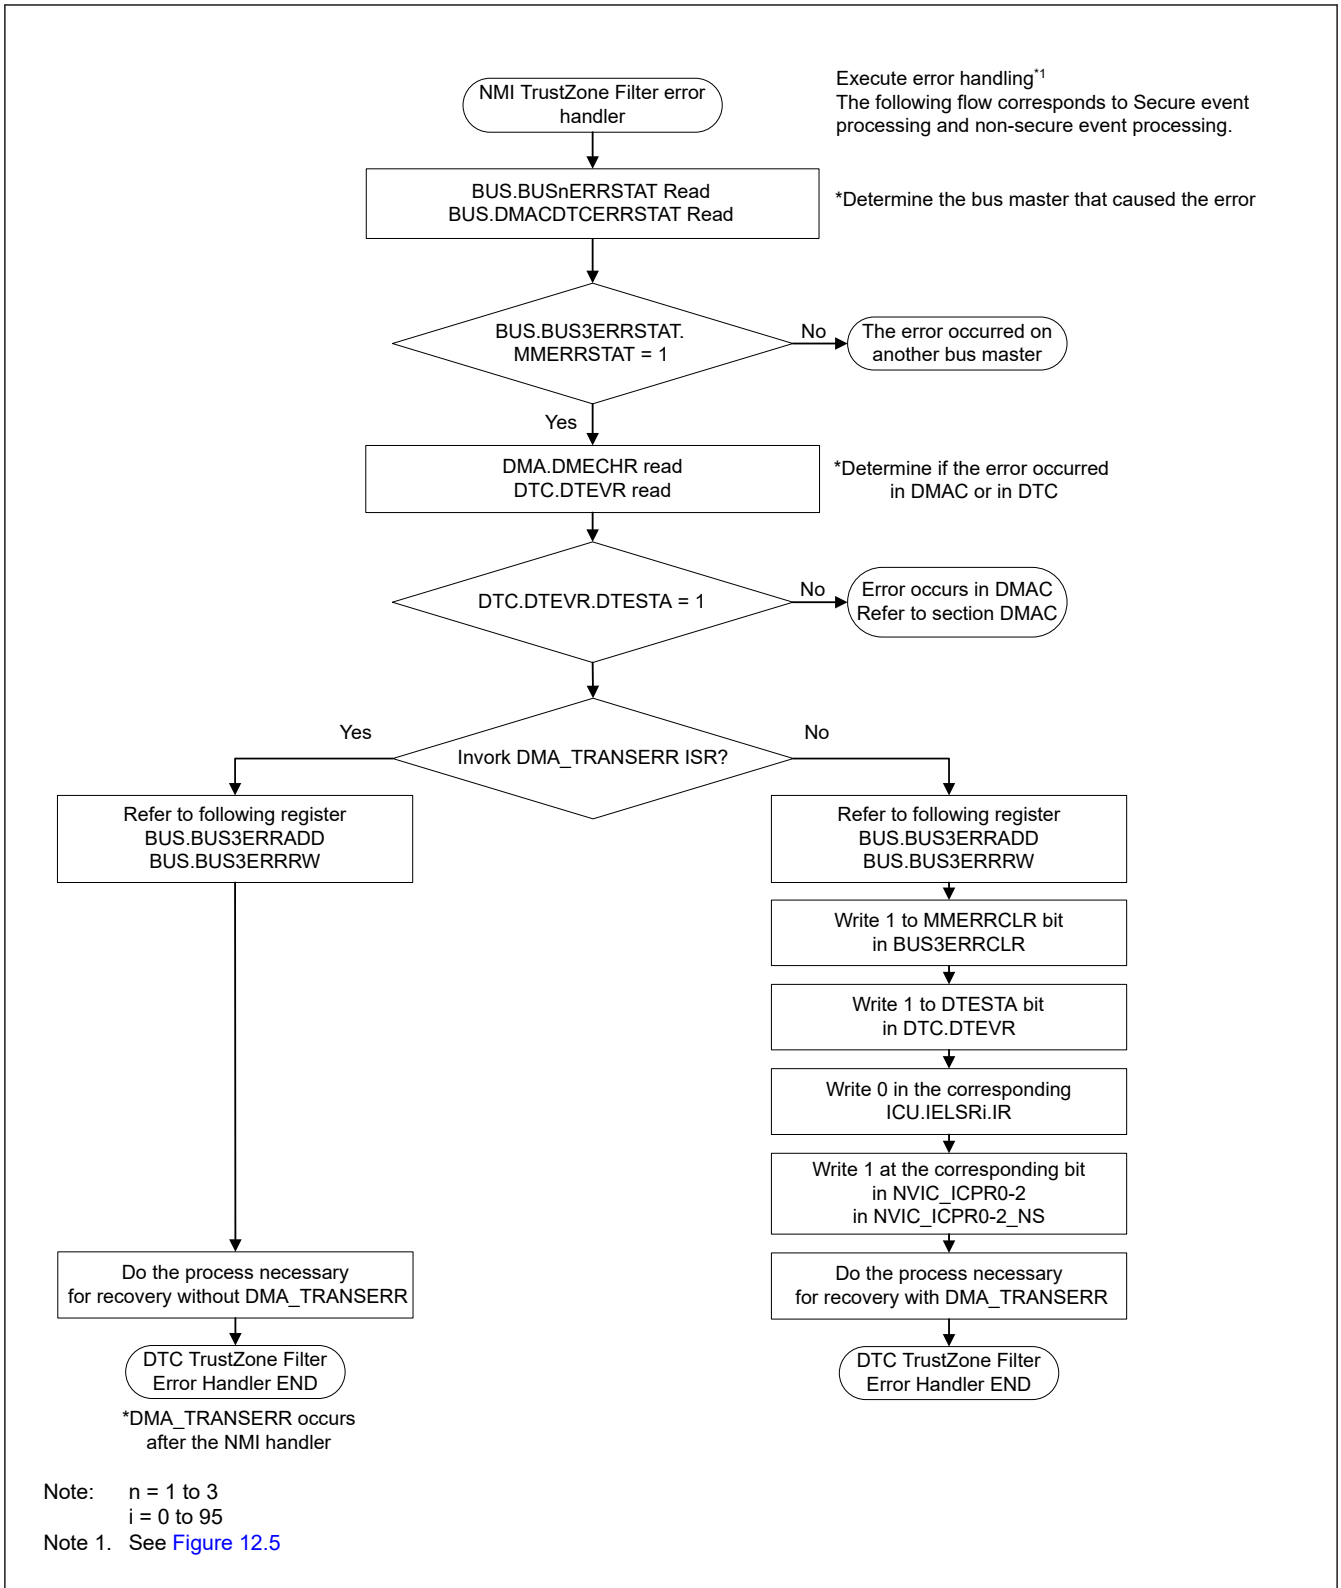 NMI TrustZone Filter error
handler
Execute error handling*1
The following flow corresponds to Secure event
processing and non-secure event processing.
BUS.BUSnERRSTAT Read
BUS.DMACDTCERRSTAT Read
*Determine the bus master that caused the error
BUS.BUS3ERRSTAT.
MMERRSTAT = 1
No
The error occurred on
another bus master
Yes
DMA.DMECHR read
DTC.DTEVR read
*Determine if the error occurred
in DMAC or in DTC
DTC.DTEVR.DTESTA = 1
No
Error occurs in DMAC
Refer to section DMAC
Invork DMA_TRANSERR ISR?
Yes
No
Refer to following register
BUS.BUS3ERRADD
BUS.BUS3ERRRW
Do the process necessary
for recovery without DMA_TRANSERR
DTC TrustZone Filter
Error Handler END
*DMA_TRANSERR occurs
after the NMI handler
Refer to following register
BUS.BUS3ERRADD
BUS.BUS3ERRRW
Write 1 to MMERRCLR bit
in BUS3ERRCLR
Write 1 to DTESTA bit
in DTC.DTEVR
Write 0 in the corresponding
ICU.IELSRi.IR
Write 1 at the corresponding bit
in NVIC_ICPR0-2
in NVIC_ICPR0-2_NS
Do the process necessary
for recovery with DMA_TRANSERR
DTC TrustZone Filter
Error Handler END
Note: n = 1 to 3
i = 0 to 95
Note 1. See Figure 12.5